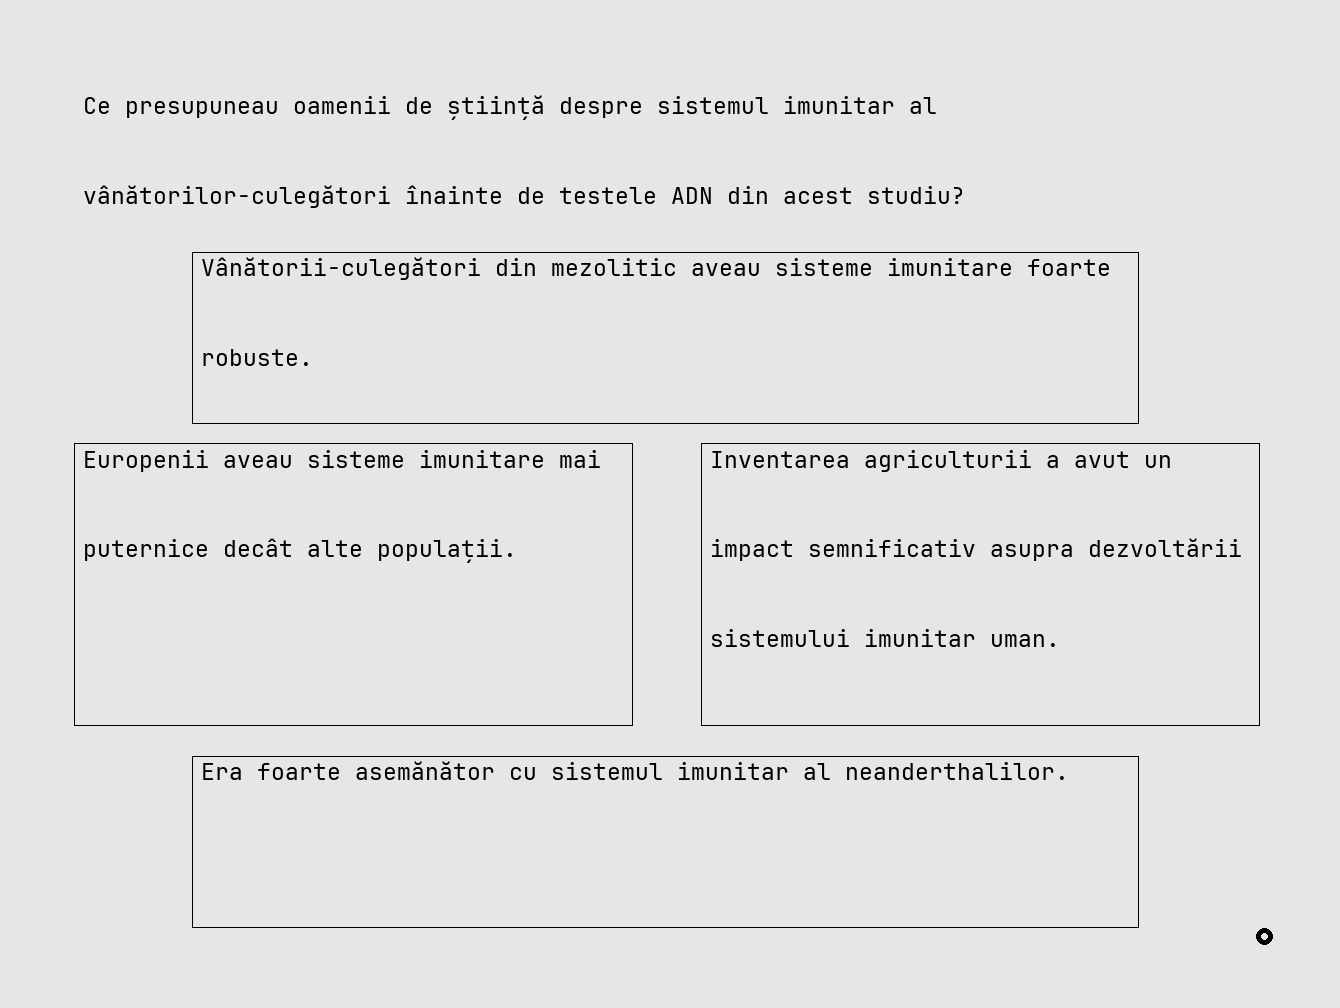 Ce presupuneau oamenii de știință despre sistemul imunitar al
vânătorilor-culegători înainte de testele ADN din acest studiu?
Vânătorii-culegători din mezolitic aveau sisteme imunitare foarte
robuste.
Europenii aveau sisteme imunitare mai
puternice decât alte populații.
Inventarea agriculturii a avut un
impact semnificativ asupra dezvoltării
sistemului imunitar uman.
Era foarte asemănător cu sistemul imunitar al neanderthalilor.